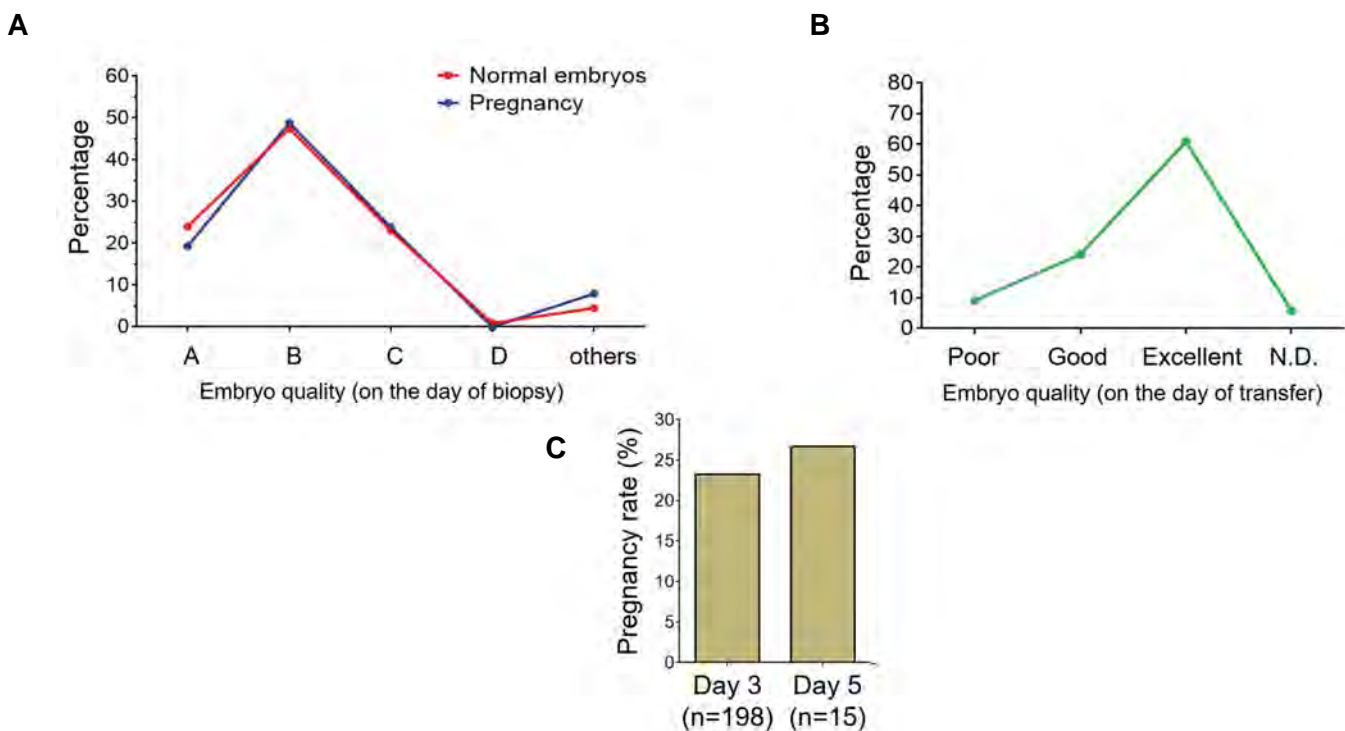 A
60
50
40
30
20
10
0
Percentage
Normal embryos
Pregnancy
A B C D others
Embryo quality (on the day of biopsy)
B
80
70
60
50
40
30
20
10
0
Percentage
Poor Good Excellent N.D.
Embryo quality (on the day of transfer)
C
30
25
20
15
10
5
0
Pregnancy rate (%)
Day 3 Day 5
(n=198) (n=15)